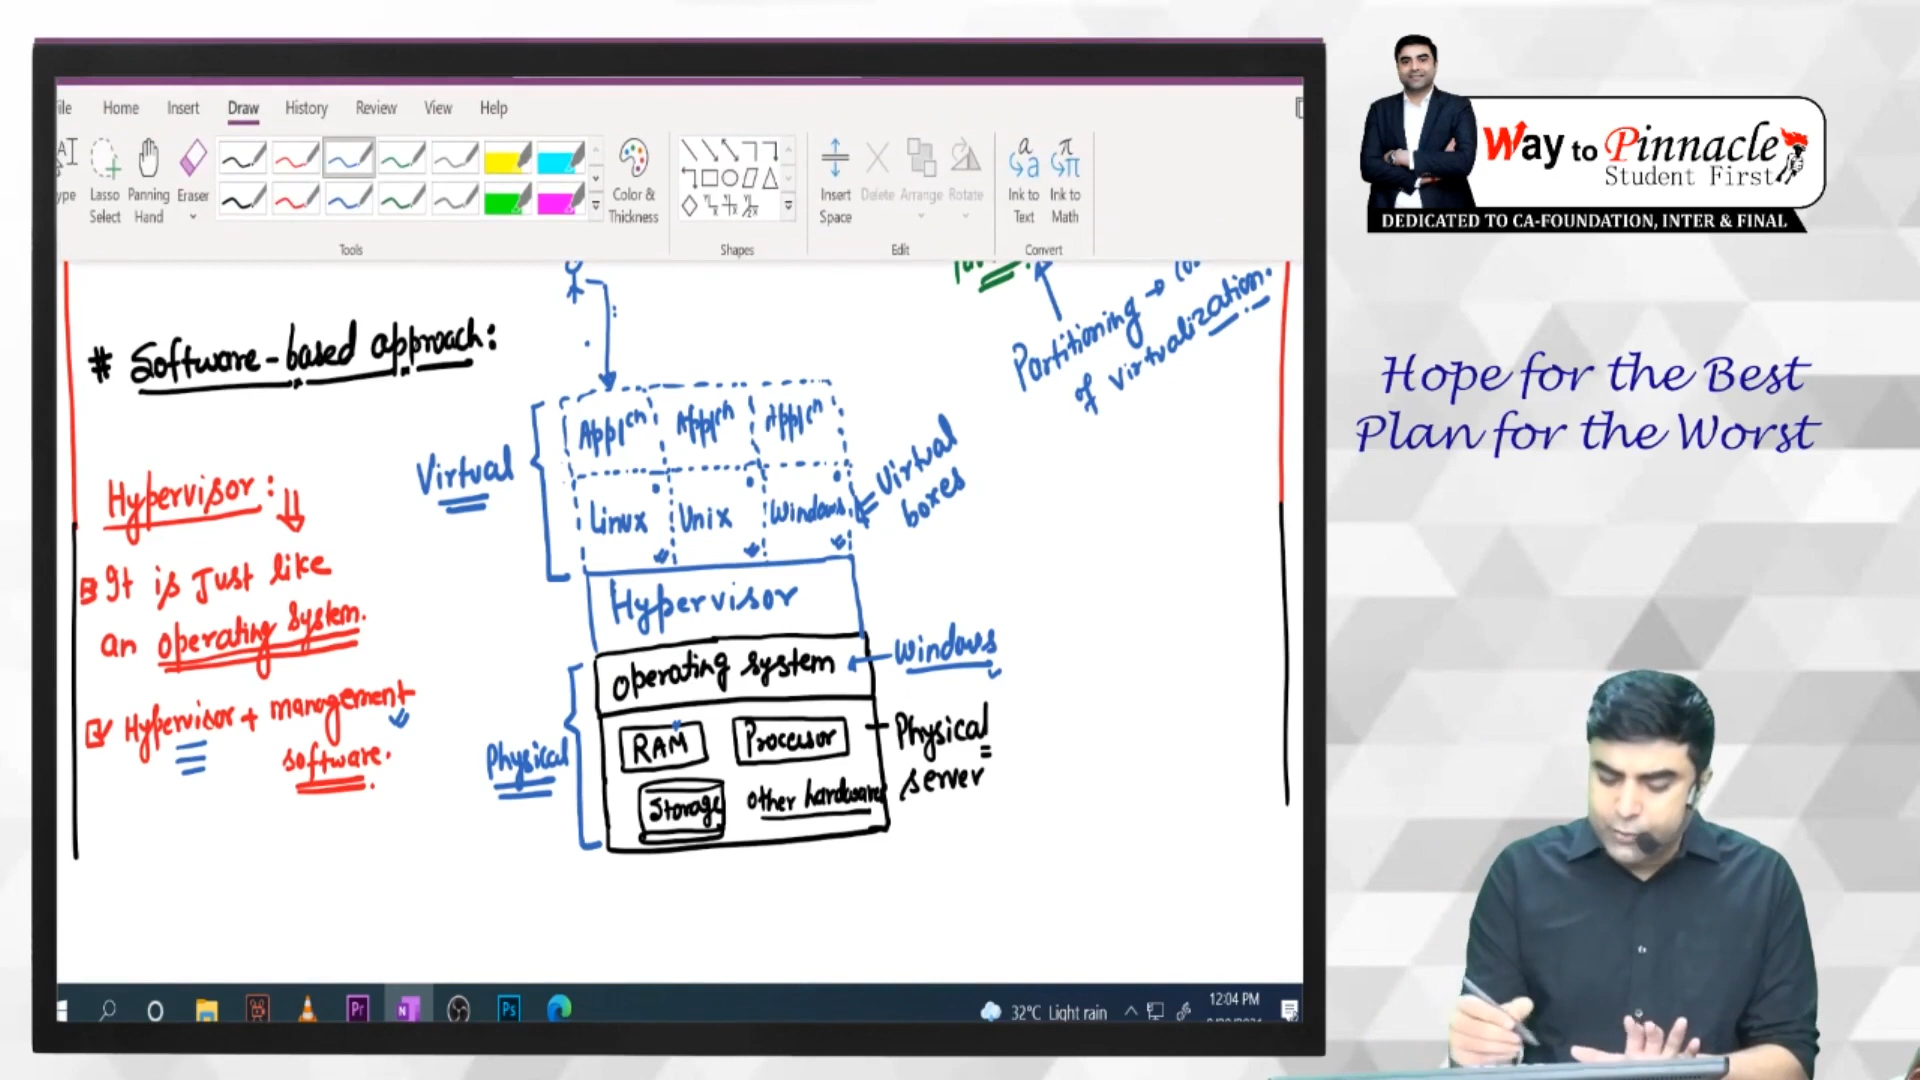 ile Home Insert Draw History Review View Help
ype
Lasso Select
Panning Hand
Eraser
Color & Thickness
Insert Space
Delete
Arrange
Rotate
Ink to Text
Ink to Math
Tools
Shapes
Edit
Convert
Way to Pinnacle
Student First
DEDICATED TO CA-FOUNDATION, INTER & FINAL
Hope for the Best
Plan for the Worst
Partitioning →
of virtualization.
# Software-based approach:
Virtual
Applcn Applcn Applcn
Linux Unix Windows
Virtual
boxes
Hypervisor:
It is Just like
an operating system.
Hypervisor + management
software.
Hypervisor
operating system
Windows
Physical
RAM
Procesor
Storage
other hardware
Physical
server
32°C Light rain
12:04 PM